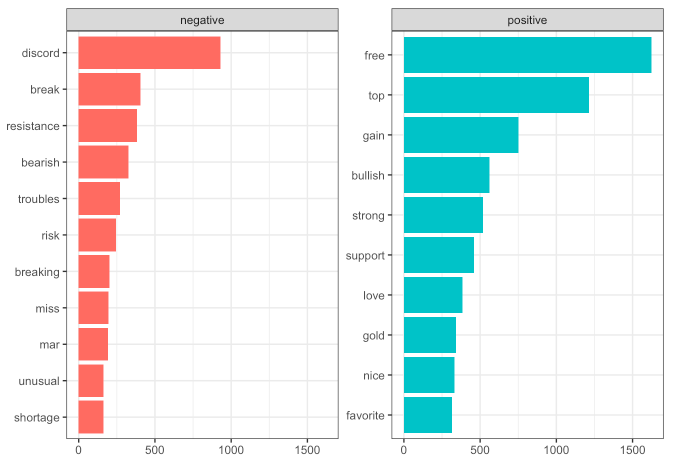 negative
discord
break
resistance
bearish
troubles
risk
breaking
miss
mar
unusual
shortage
0 500 1000 1500
positive
free
top
gain
bullish
strong
support
love
gold
nice
favorite
0 500 1000 1500